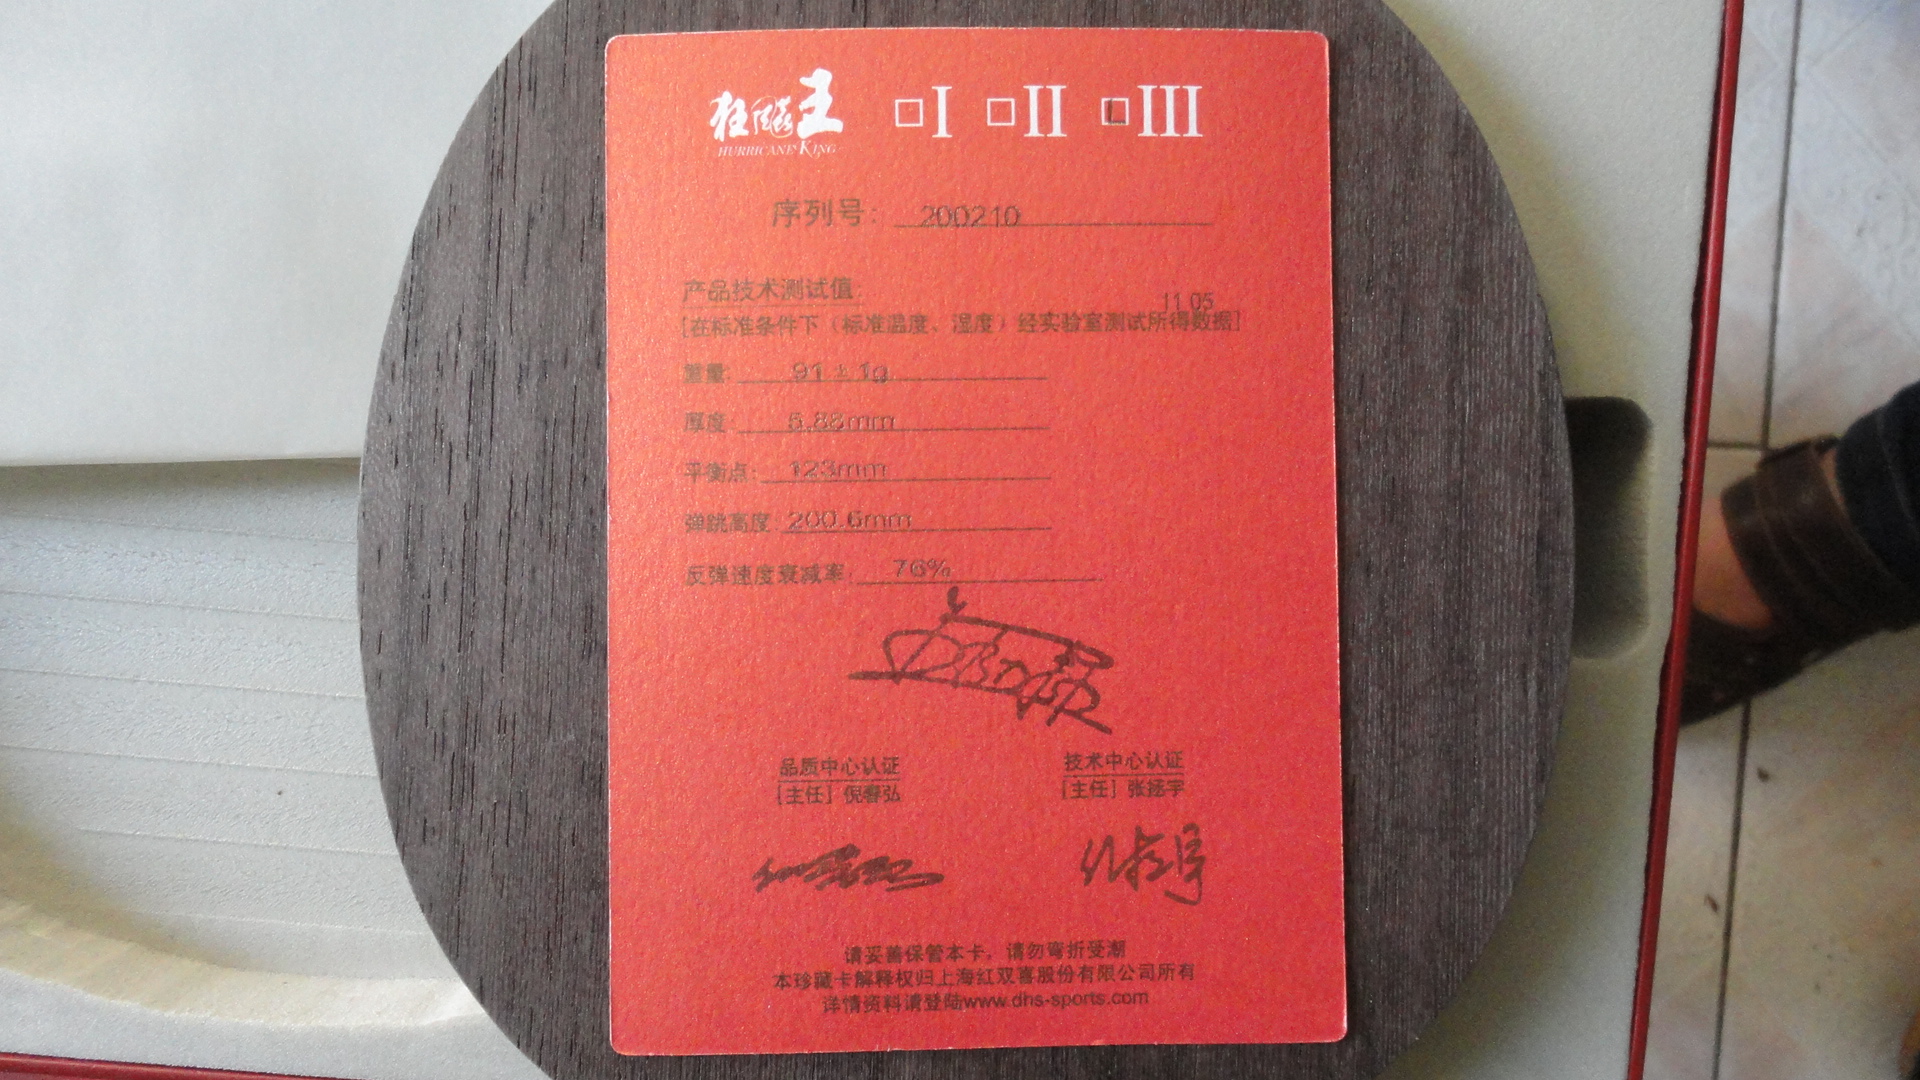 狂飚王 □I □II □III
HURRICANE KING
序列号: 200210
产品技术测试值:
11 05
[在标准条件下（标准温度、湿度）经实验室测试所得数据]
重量: 91 ± 1g
厚度: 5.88mm
平衡点: 123mm
弹跳高度: 200.6mm
反弹速度衰减率: 76%
品质中心认证 技术中心认证
[主任] 倪春弘 [主任] 张拯宇
请妥善保管本卡，请勿弯折受潮
本珍藏卡解释权归上海红双喜股份有限公司所有
详情资料请登陆www.dhs-sports.com